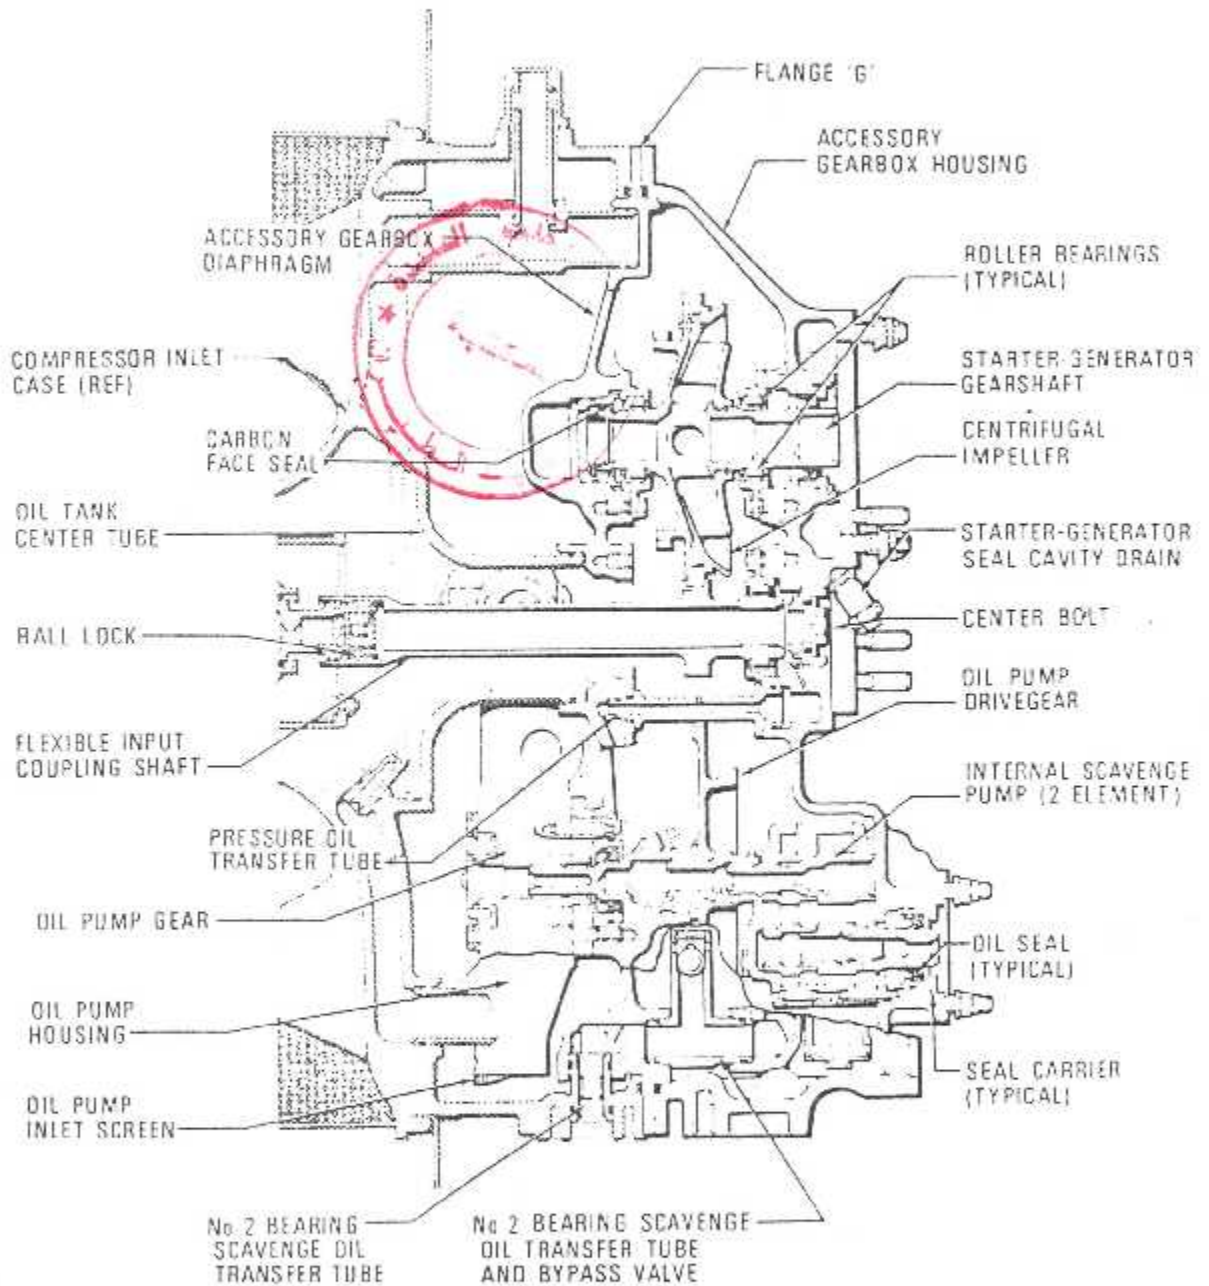 FLANGE 'G'
ACCESSORY
GEARBOX HOUSING
ACCESSORY GEARBOX
DIAPHRAGM
ROLLER BEARINGS
(TYPICAL)
COMPRESSOR INLET
CASE (REF)
STARTER-GENERATOR
GEARSHAFT
CARBON
FACE SEAL
CENTRIFUGAL
IMPELLER
OIL TANK
CENTER TUBE
STARTER-GENERATOR
SEAL CAVITY DRAIN
BALL LOCK
CENTER BOLT
OIL PUMP
DRIVEGEAR
FLEXIBLE INPUT
COUPLING SHAFT
INTERNAL SCAVENGE
PUMP (2 ELEMENT)
PRESSURE OIL
TRANSFER TUBE
OIL PUMP GEAR
OIL SEAL
(TYPICAL)
OIL PUMP
HOUSING
SEAL CARRIER
(TYPICAL)
OIL PUMP
INLET SCREEN
No 2 BEARING
SCAVENGE OIL
TRANSFER TUBE
No 2 BEARING SCAVENGE
OIL TRANSFER TUBE
AND BYPASS VALVE